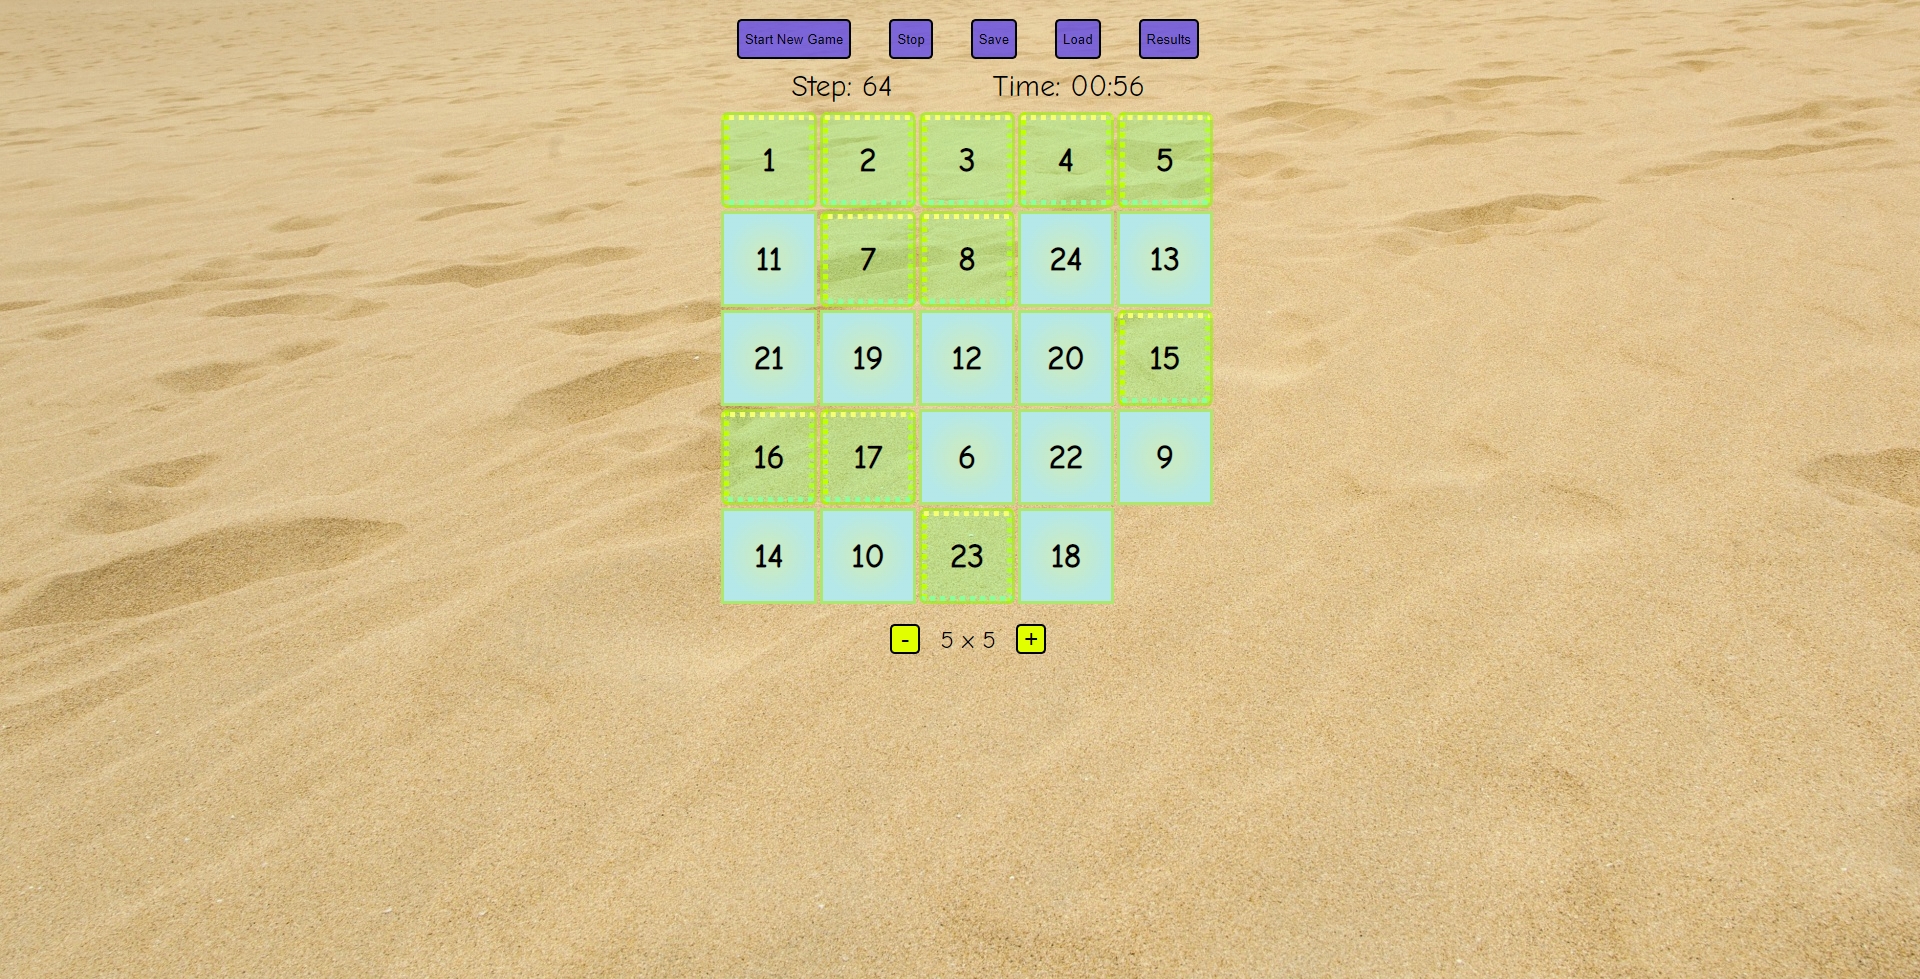 Start New Game Stop Save Load Results
Step: 64 Time: 00:56
1 2 3 4 5
11 7 8 24 13
21 19 12 20 15
16 17 6 22 9
14 10 23 18
- 5 x 5 +